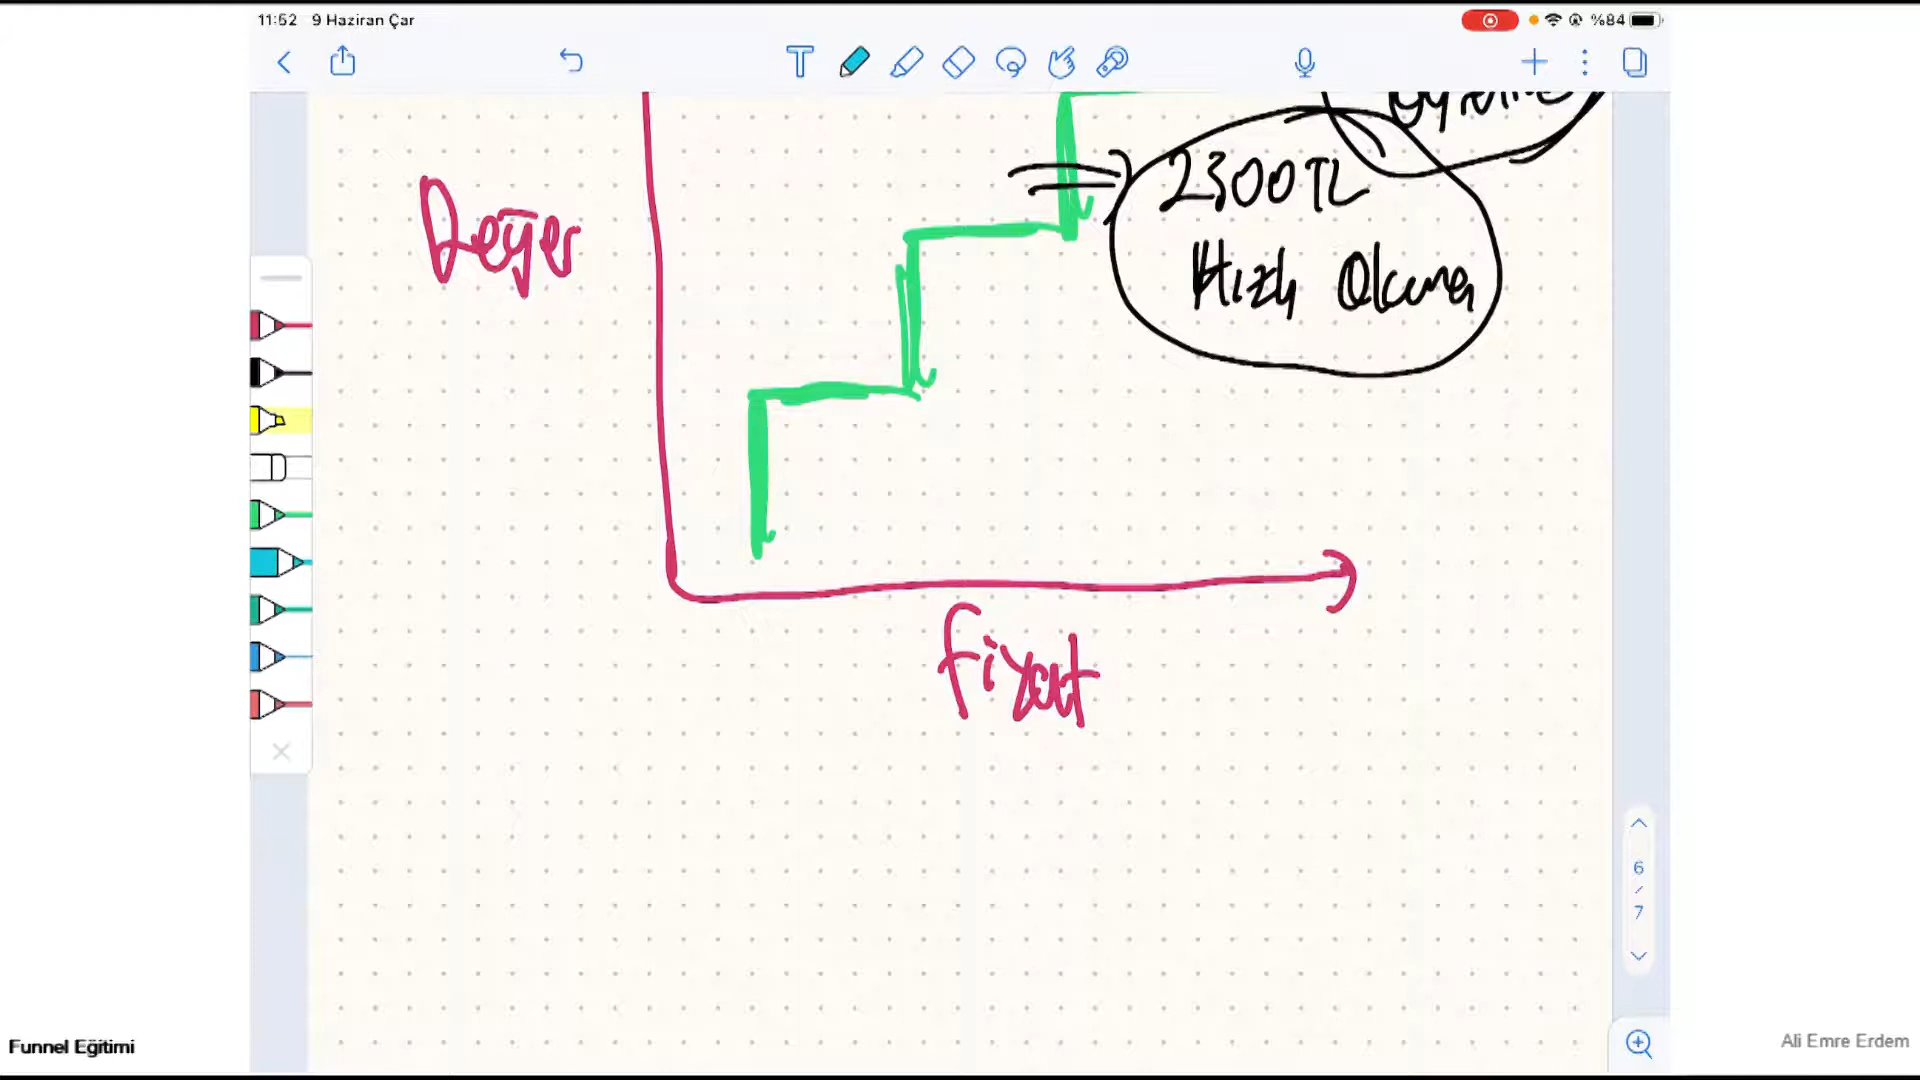 11:52 9 Haziran Çar
%84
2300TL
Hızlı Okuma
Değer
fiyat
6
/
7
Funnel Eğitimi
Ali Emre Erdem